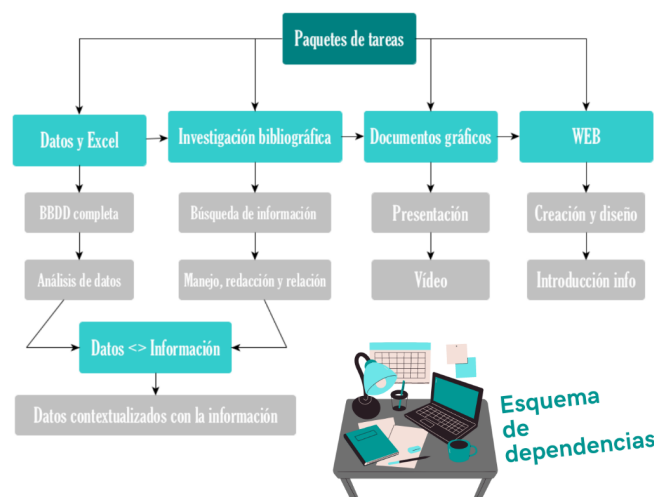 Paquetes de tareas
Datos y Excel
Investigación bibliográfica
Documentos gráficos
WEB
BBDD completa
Búsqueda de información
Presentación
Creación y diseño
Análisis de datos
Manejo, redacción y relación
Vídeo
Introducción info
Datos <> Información
Datos contextualizados con la información
Esquema
de
dependencias